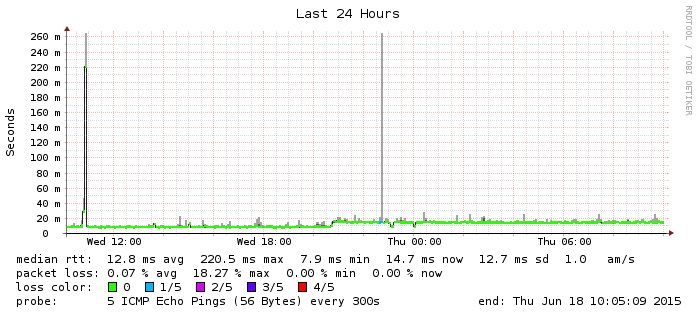 Last 24 Hours
RRDTOOL / TOBI OETIKER
Seconds
260 m
240 m
220 m
200 m
180 m
160 m
140 m
120 m
100 m
80 m
60 m
40 m
20 m
0
Wed 12:00 Wed 18:00 Thu 00:00 Thu 06:00
median rtt: 12.8 ms avg 220.5 ms max 7.9 ms min 14.7 ms now 12.7 ms sd 1.0 am/s
packet loss: 0.07 % avg 18.27 % max 0.00 % min 0.00 % now
loss color: 0 1/5 2/5 3/5 4/5
probe: 5 ICMP Echo Pings (56 Bytes) every 300s end: Thu Jun 18 10:05:09 2015